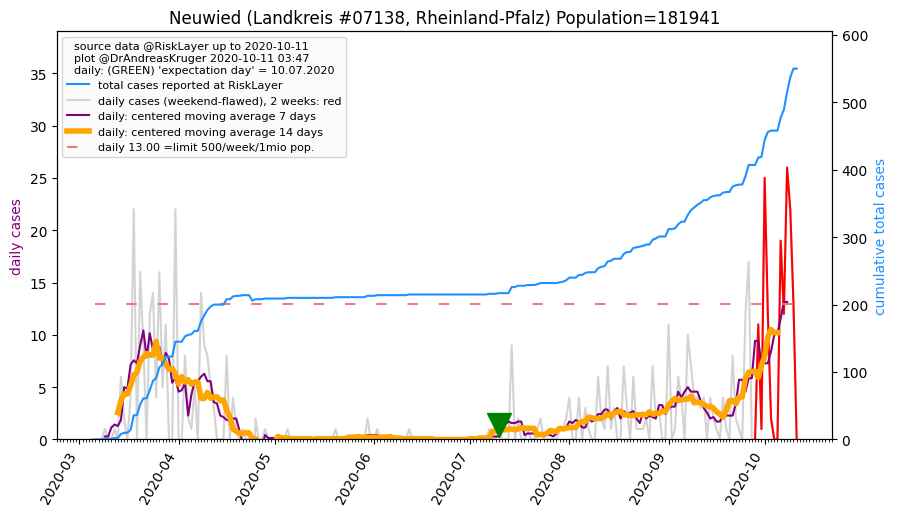 Neuwied (Landkreis #07138, Rheinland-Pfalz) Population=181941
source data @RiskLayer up to 2020-10-11
plot @DrAndreasKruger 2020-10-11 03:47
daily: (GREEN) 'expectation day' = 10.07.2020
total cases reported at RiskLayer
daily cases (weekend-flawed), 2 weeks: red
daily: centered moving average 7 days
daily: centered moving average 14 days
daily 13.00 =limit 500/week/1mio pop.
daily cases
35
30
25
20
15
10
5
0
600
500
400
300
200
100
0
cumulative total cases
2020-03
2020-04
2020-05
2020-06
2020-07
2020-08
2020-09
2020-10